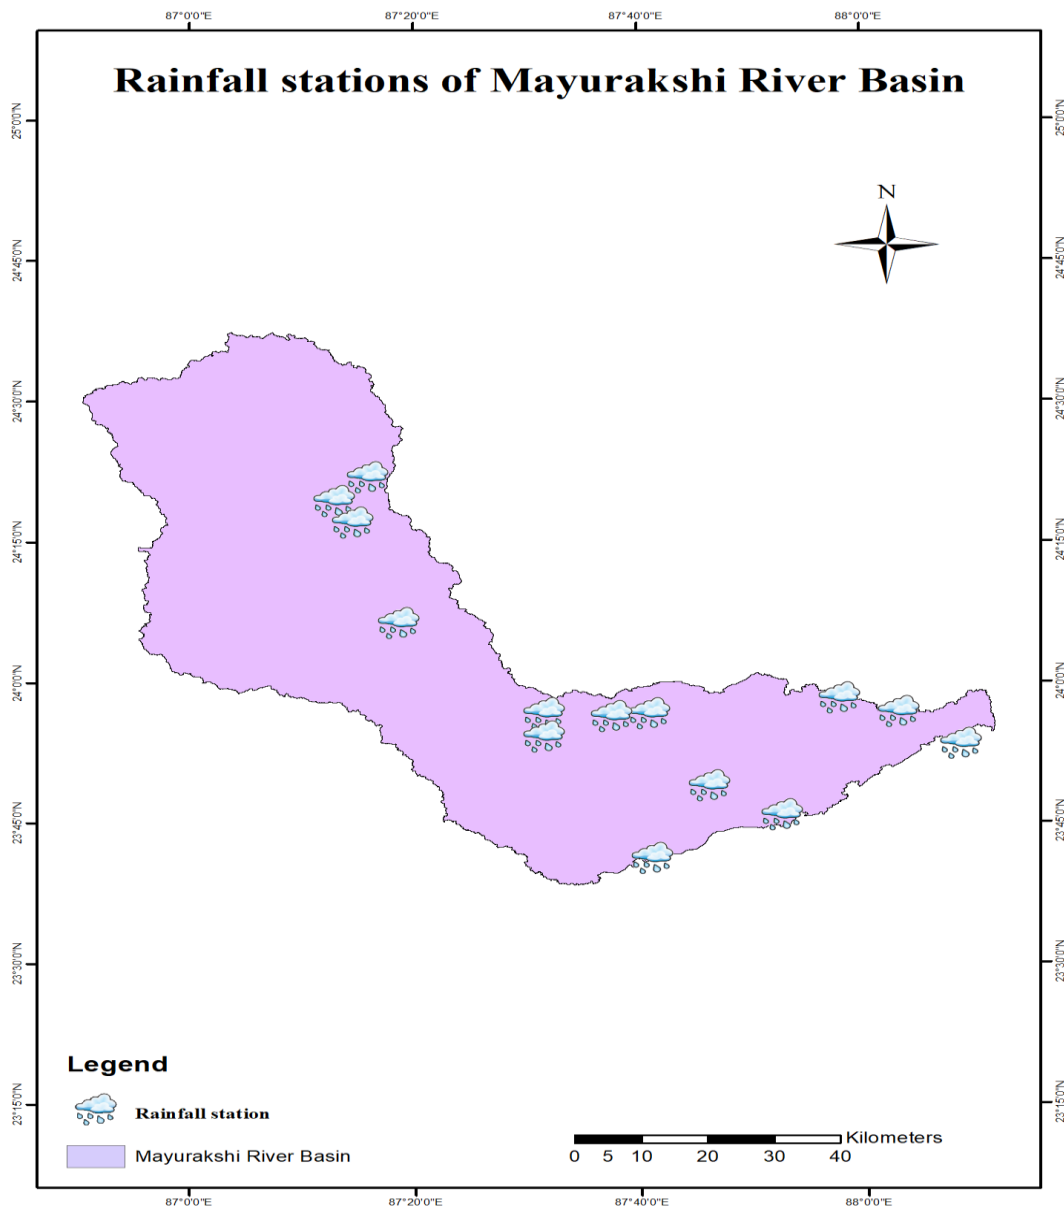 87°0'0"E 87°20'0"E 87°40'0"E 88°0'0"E
Rainfall stations of Mayurakshi River Basin
N
25°0'0"N 25°0'0"N
24°45'0"N 24°45'0"N
24°30'0"N 24°30'0"N
24°15'0"N 24°15'0"N
24°0'0"N 24°0'0"N
23°45'0"N 23°45'0"N
23°30'0"N 23°30'0"N
23°15'0"N 23°15'0"N
Legend
Rainfall station
Mayurakshi River Basin
Kilometers
0 5 10 20 30 40
87°0'0"E 87°20'0"E 87°40'0"E 88°0'0"E